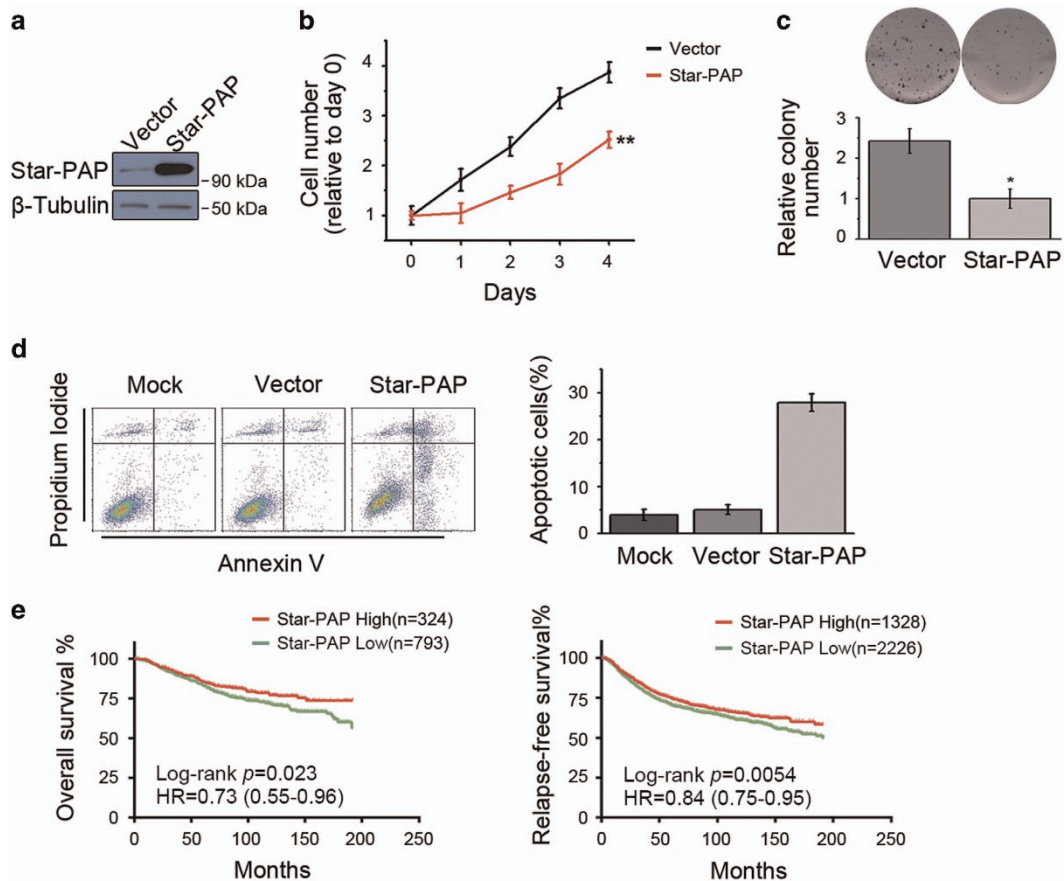 a
Vector
Star-PAP
Star-PAP
90 kDa
β-Tubulin
50 kDa
b
Cell number
(relative to day 0)
4
3
2
1
0 1 2 3 4
Days
Vector
Star-PAP
**
c
Relative colony
number
3
2
1
0
*
Vector Star-PAP
d
Propidium Iodide
Mock Vector Star-PAP
Annexin V
Apoptotic cells(%)
30
20
10
0
Mock Vector Star-PAP
e
Star-PAP High(n=324)
Star-PAP Low(n=793)
Overall survival %
100
75
50
25
0
Log-rank p=0.023
HR=0.73 (0.55-0.96)
0 50 100 150 200 250
Months
Star-PAP High(n=1328)
Star-PAP Low(n=2226)
Relapse-free survival%
100
75
50
25
0
Log-rank p=0.0054
HR=0.84 (0.75-0.95)
0 50 100 150 200 250
Months